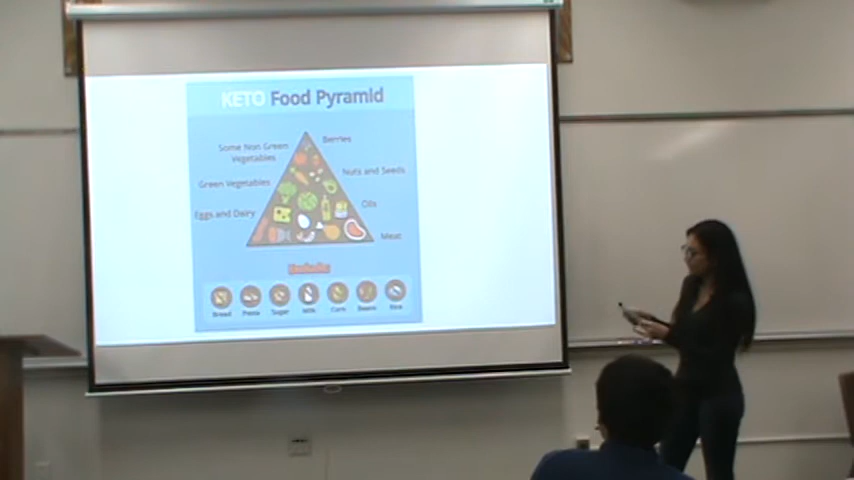 KETO Food Pyramid
Some Non Green
Vegetables
Berries
Nuts and Seeds
Green Vegetables
Oils
Eggs and Dairy
Meat
Exclude
Bread Pasta Sugar Milk Corn Beans Rice